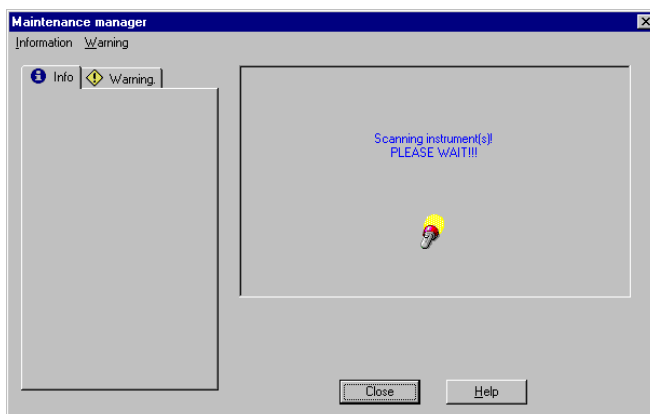 Maintenance manager
Information Warning
Info Warning.
Scanning instrument(s)!
PLEASE WAIT!!!
Close Help